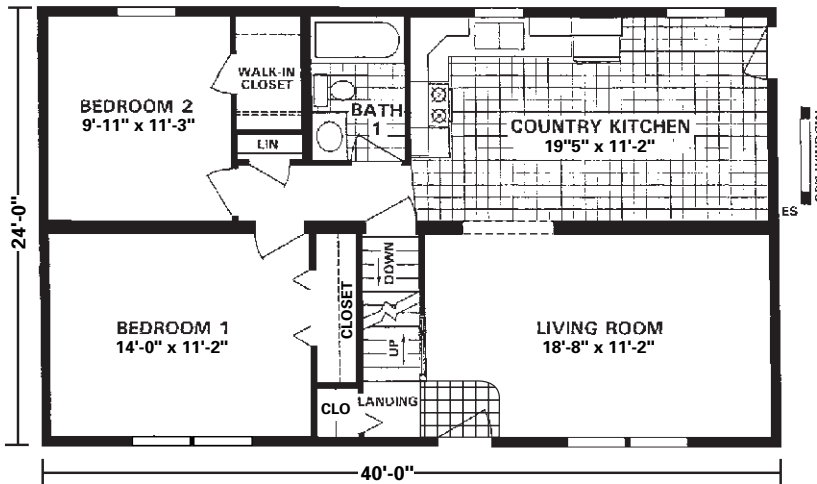 WALK-IN
CLOSET
BEDROOM 2
9'-11" x 11'-3"
BATH
1
LIN
COUNTRY KITCHEN
19"5" x 11'-2"
ES
24'-0"
DOWN
CLOSET
BEDROOM 1
14'-0" x 11'-2"
UP
LIVING ROOM
18'-8" x 11'-2"
CLO
LANDING
40'-0"